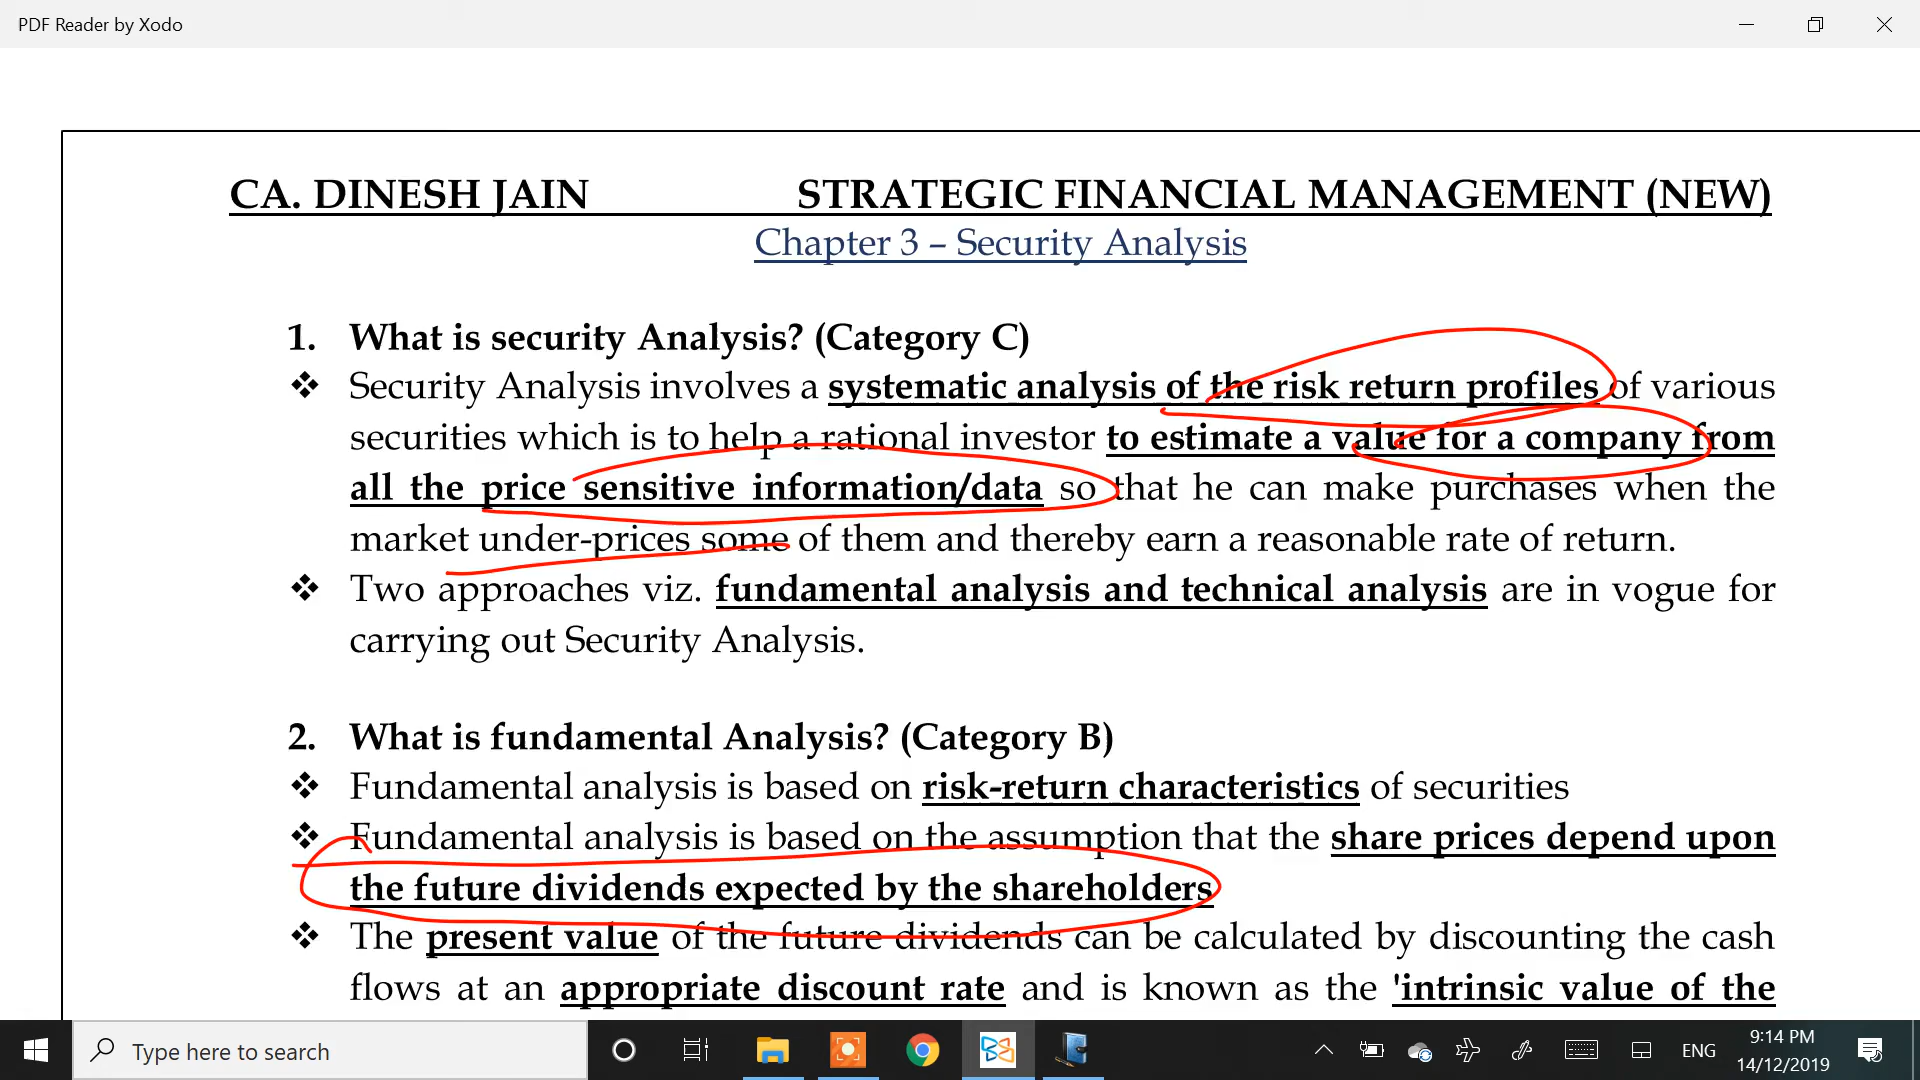 PDF Reader by Xodo
CA. DINESH JAIN STRATEGIC FINANCIAL MANAGEMENT (NEW)
Chapter 3 – Security Analysis
1. What is security Analysis? (Category C)
❖ Security Analysis involves a systematic analysis of the risk return profiles of various
securities which is to help a rational investor to estimate a value for a company from
all the price sensitive information/data so that he can make purchases when the
market under-prices some of them and thereby earn a reasonable rate of return.
❖ Two approaches viz. fundamental analysis and technical analysis are in vogue for
carrying out Security Analysis.
2. What is fundamental Analysis? (Category B)
❖ Fundamental analysis is based on risk-return characteristics of securities
❖ Fundamental analysis is based on the assumption that the share prices depend upon
the future dividends expected by the shareholders
❖ The present value of the future dividends can be calculated by discounting the cash
flows at an appropriate discount rate and is known as the 'intrinsic value of the
Type here to search
ENG
9:14 PM
14/12/2019